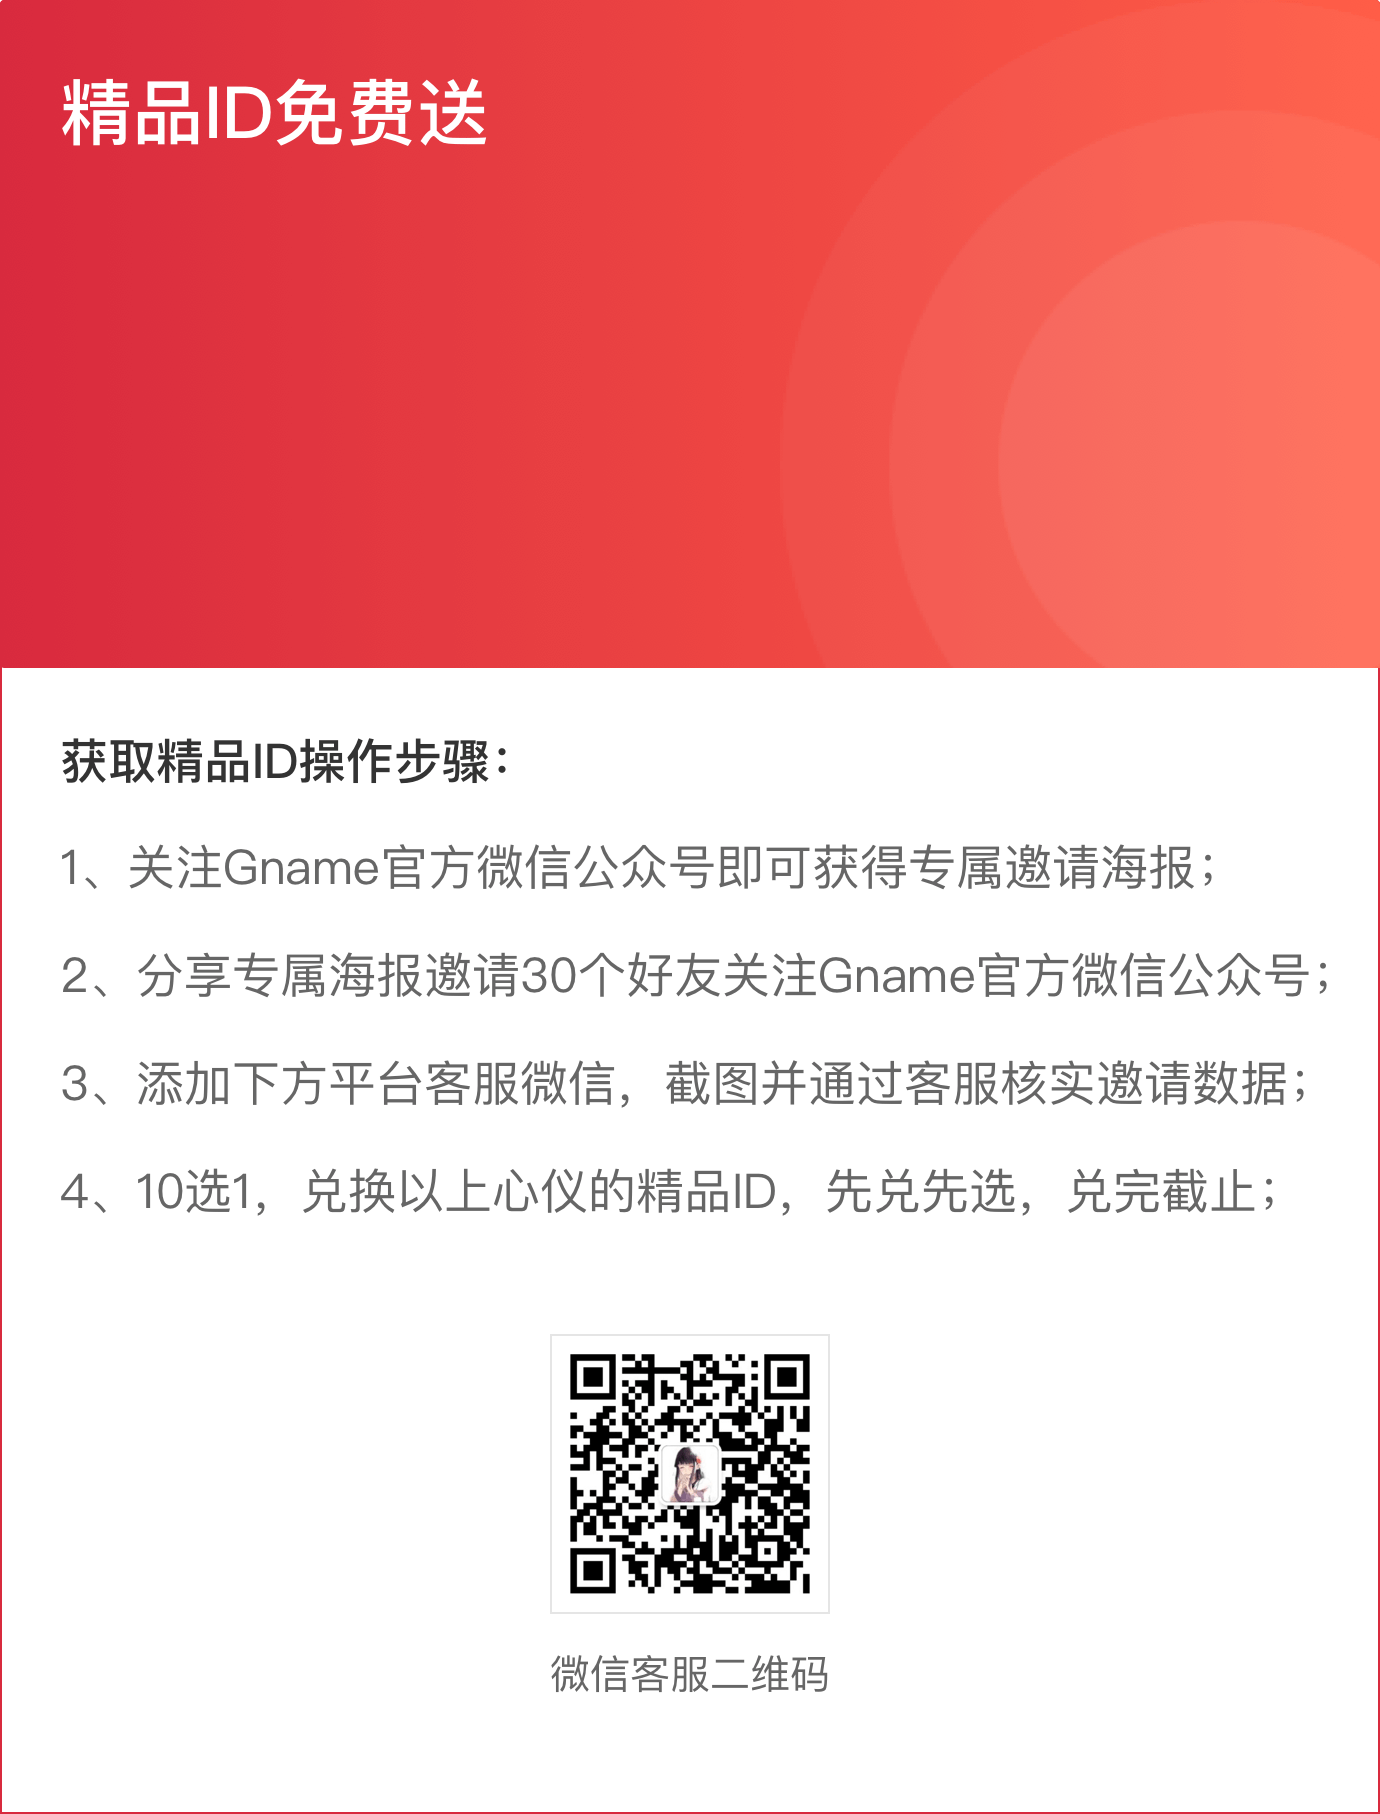 精品ID免费送
获取精品ID操作步骤：
1、关注Gname官方微信公众号即可获得专属邀请海报；
2、分享专属海报邀请30个好友关注Gname官方微信公众号；
3、添加下方平台客服微信，截图并通过客服核实邀请数据；
4、10选1，兑换以上心仪的精品ID，先兑先选，兑完截止；
微信客服二维码